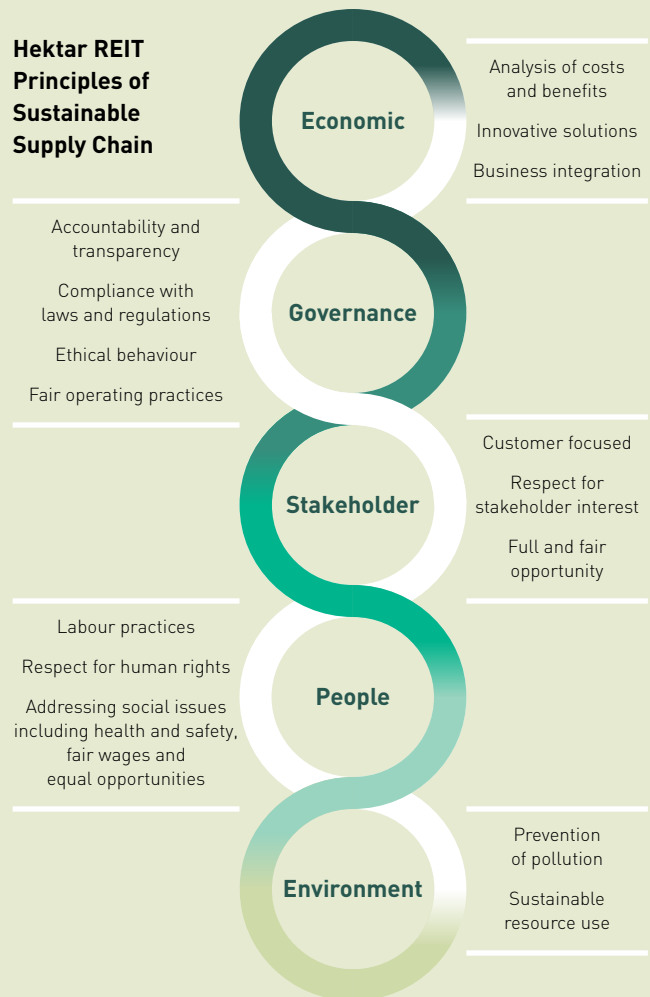 Hektar REIT
Principles of
Sustainable
Supply Chain
Economic
Analysis of costs
and benefits
Innovative solutions
Business integration
Accountability and
transparency
Compliance with
laws and regulations
Ethical behaviour
Fair operating practices
Governance
Stakeholder
Customer focused
Respect for
stakeholder interest
Full and fair
opportunity
Labour practices
Respect for human rights
Addressing social issues
including health and safety,
fair wages and
equal opportunities
People
Environment
Prevention
of pollution
Sustainable
resource use